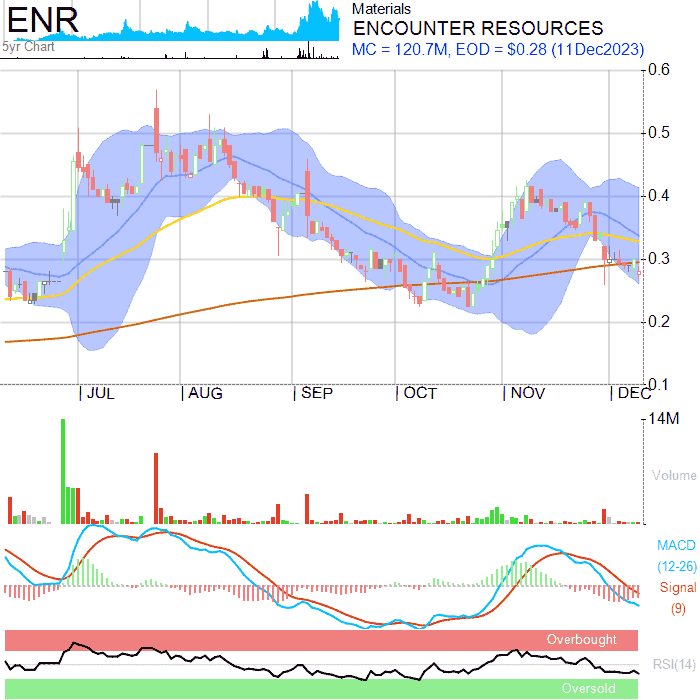 ENR
5yr Chart
Materials
ENCOUNTER RESOURCES
MC = 120.7M, EOD = $0.28 (11Dec2023)
0.6
0.5
0.4
0.3
0.2
0.1
JUL AUG SEP OCT NOV DEC
14M
Volume
MACD
(12-26)
Signal
(9)
Overbought
RSI(14)
Oversold